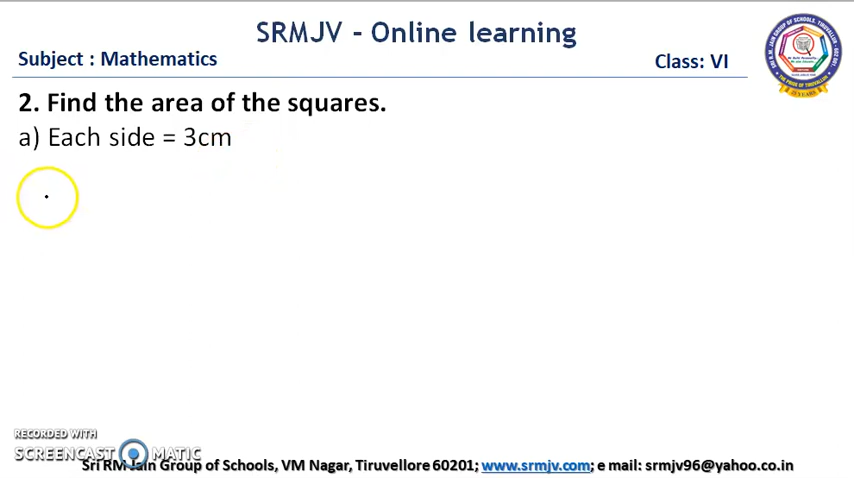 SRMJV - Online learning
Subject : Mathematics
Class: VI
2. Find the area of the squares.
a) Each side = 3cm
RECORDED WITH
SCREENCAST MATIC
Sri RM Jain Group of Schools, VM Nagar, Tiruvellore 60201; www.srmjv.com; e mail: srmjv96@yahoo.co.in